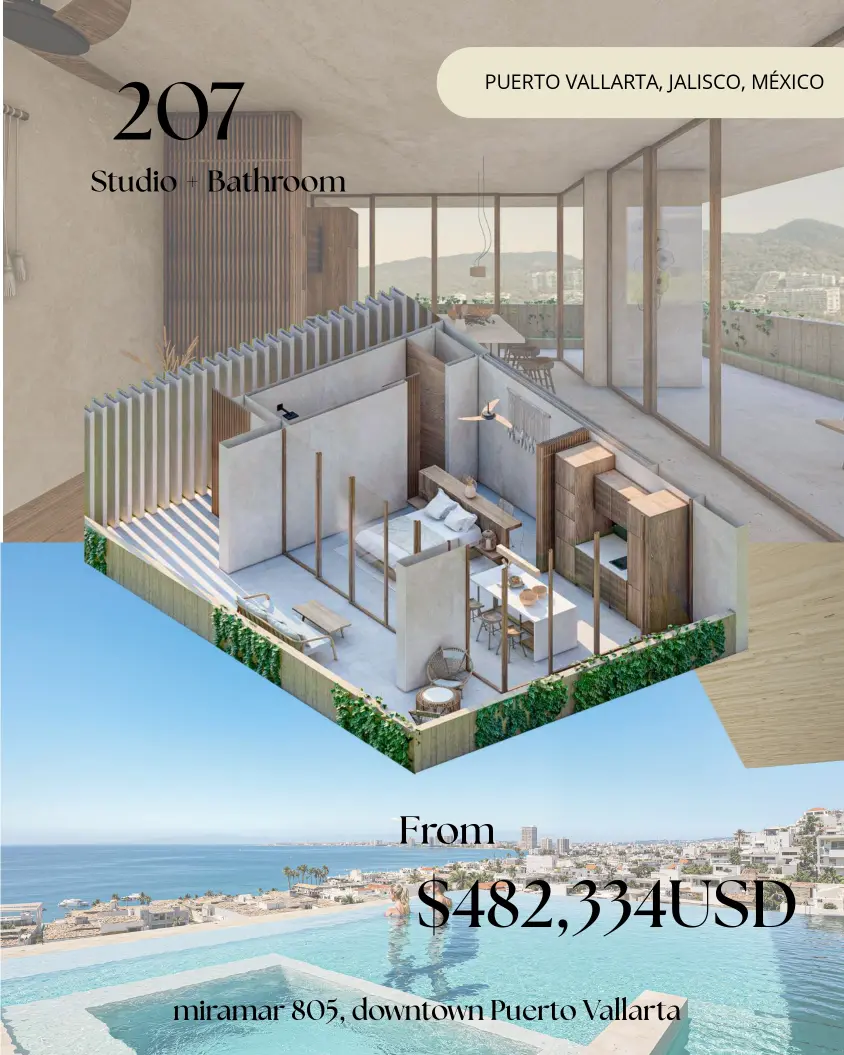 PUERTO VALLARTA, JALISCO, MÉXICO
207
Studio + Bathroom
From
$482,334USD
miramar 805, downtown Puerto Vallarta